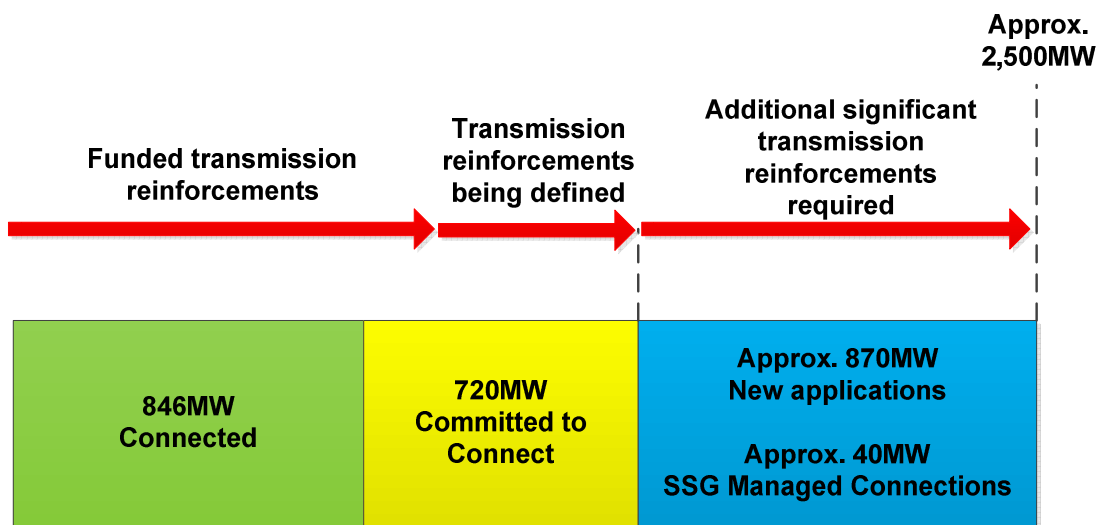 Approx.
2,500MW
Funded transmission
reinforcements
Transmission
reinforcements
being defined
Additional significant
transmission
reinforcements
required
846MW
Connected
720MW
Committed to
Connect
Approx. 870MW
New applications
Approx. 40MW
SSG Managed Connections